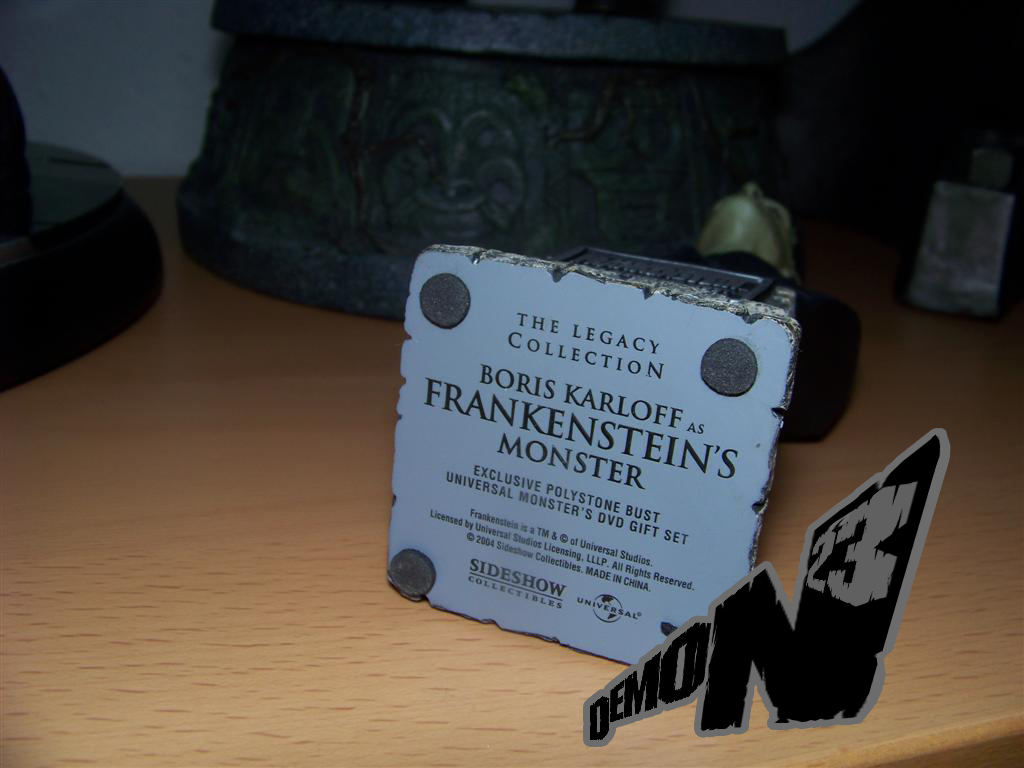 THE LEGACY
COLLECTION
BORIS KARLOFF AS
FRANKENSTEIN'S
MONSTER
EXCLUSIVE POLYSTONE BUST
UNIVERSAL MONSTER'S DVD GIFT SET
Frankenstein is a TM & © of Universal Studios.
Licensed by Universal Studios Licensing, LLLP. All Rights Reserved.
© 2004 Sideshow Collectibles. MADE IN CHINA.
SIDESHOW
COLLECTIBLES
UNIVERSAL®
DEMON
23